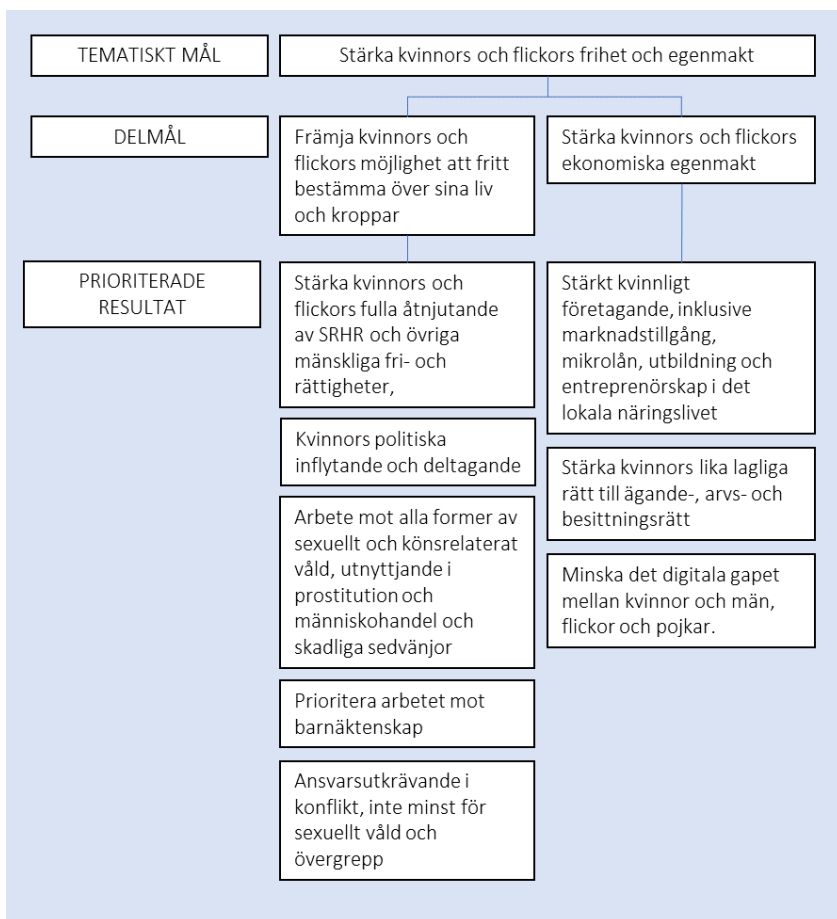 TEMATISKT MÅL
Stärka kvinnors och flickors frihet och egenmakt
DELMÅL
Främja kvinnors och
flickors möjlighet att fritt
bestämma över sina liv
och kroppar
Stärka kvinnors och flickors
ekonomiska egenmakt
PRIORITERADE
RESULTAT
Stärka kvinnors och
flickors fulla åtnjutande
av SRHR och övriga
mänskliga fri- och
rättigheter,
Kvinnors politiska
inflytande och deltagande
Arbete mot alla former av
sexuellt och könsrelaterat
våld, utnyttjande i
prostitution och
människohandel och
skadliga sedvänjor
Prioritera arbetet mot
barnäktenskap
Ansvarsutkrävande i
konflikt, inte minst för
sexuellt våld och
övergrepp
Stärkt kvinnligt
företagande, inklusive
marknadstillgång,
mikrolån, utbildning och
entreprenörskap i det
lokala näringslivet
Stärka kvinnors lika lagliga
rätt till ägande-, arvs- och
besittningsrätt
Minska det digitala gapet
mellan kvinnor och män,
flickor och pojkar.